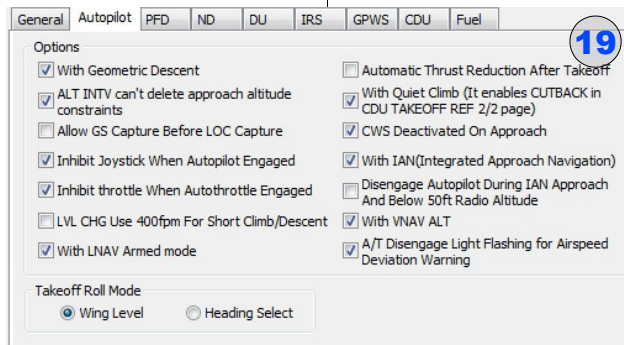 General Autopilot PFD ND DU IRS GPWS CDU Fuel
19
Options
With Geometric Descent
ALT INTV can't delete approach altitude
constraints
Allow GS Capture Before LOC Capture
Inhibit Joystick When Autopilot Engaged
Inhibit throttle When Autothrottle Engaged
LVL CHG Use 400fpm For Short Climb/Descent
With LNAV Armed mode
Automatic Thrust Reduction After Takeoff
With Quiet Climb (It enables CUTBACK in
CDU TAKEOFF REF 2/2 page)
CWS Deactivated On Approach
With IAN(Integrated Approach Navigation)
Disengage Autopilot During IAN Approach
And Below 50ft Radio Altitude
With VNAV ALT
A/T Disengage Light Flashing for Airspeed
Deviation Warning
Takeoff Roll Mode
Wing Level Heading Select